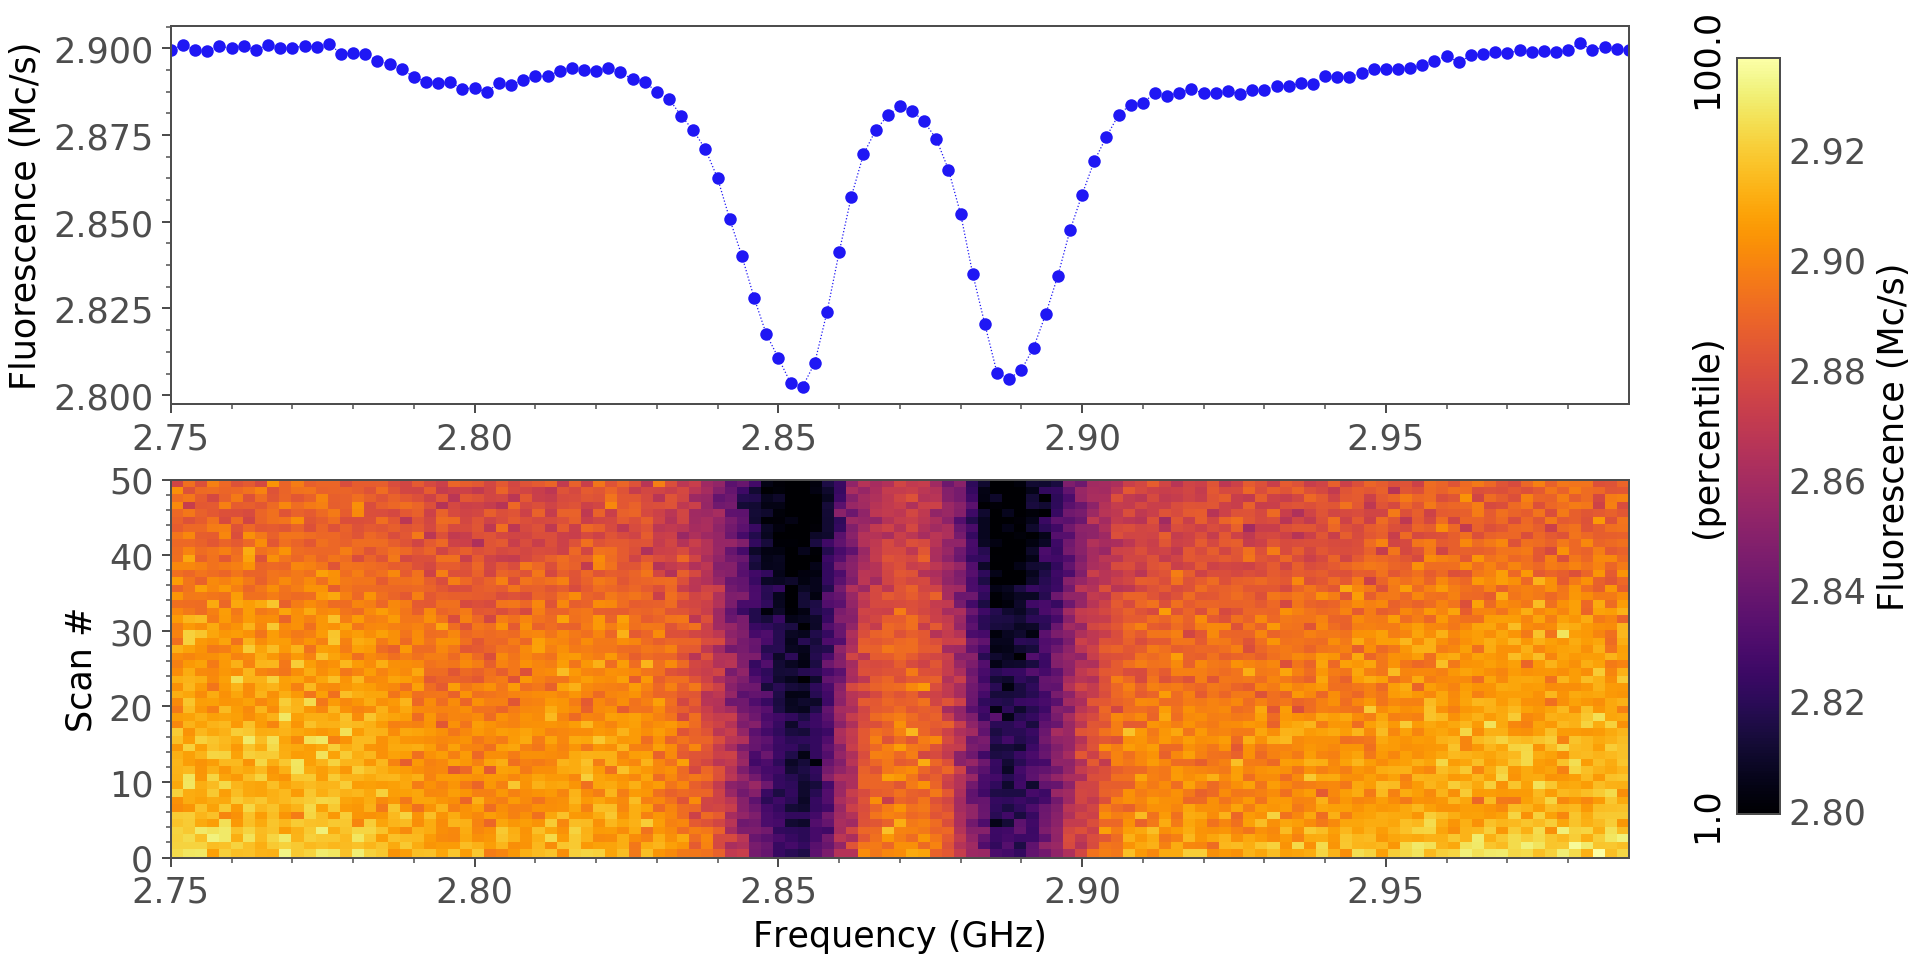 Fluorescence (Mc/s)
2.900
2.875
2.850
2.825
2.800
2.75 2.80 2.85 2.90 2.95
Scan #
50
40
30
20
10
0
2.75 2.80 2.85 2.90 2.95
Frequency (GHz)
1.0 (percentile) 100.0
2.92
2.90
2.88
2.86
2.84
2.82
2.80
Fluorescence (Mc/s)